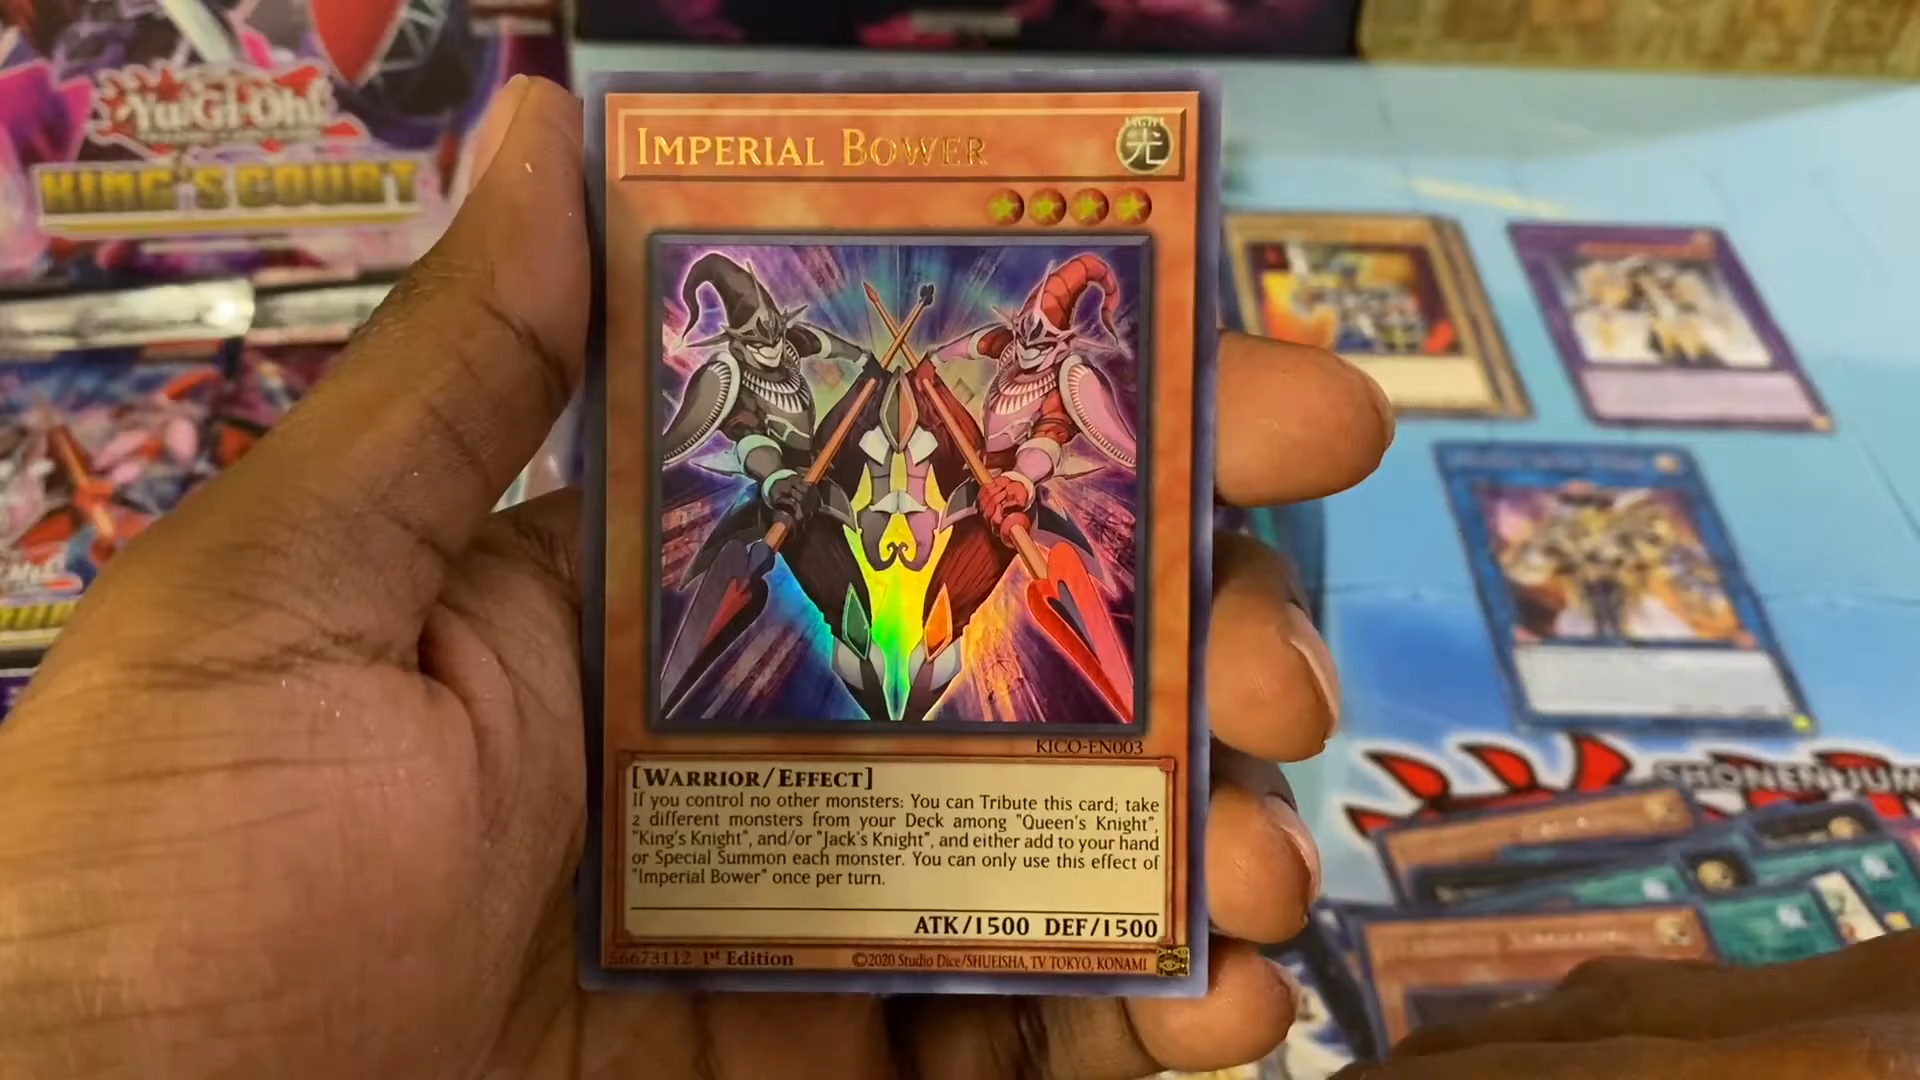 Yu-Gi-Oh!
KING'S COURT
IMPERIAL BOWER
LIGHT
光
KICO-EN003
[WARRIOR/EFFECT]
If you control no other monsters: You can Tribute this card; take
2 different monsters from your Deck among "Queen's Knight",
"King's Knight", and/or "Jack's Knight", and either add to your hand
or Special Summon each monster. You can only use this effect of
"Imperial Bower" once per turn.
ATK/1500 DEF/1500
56673112 1st Edition
©2020 Studio Dice/SHUEISHA, TV TOKYO, KONAMI
SHONEN JUMP